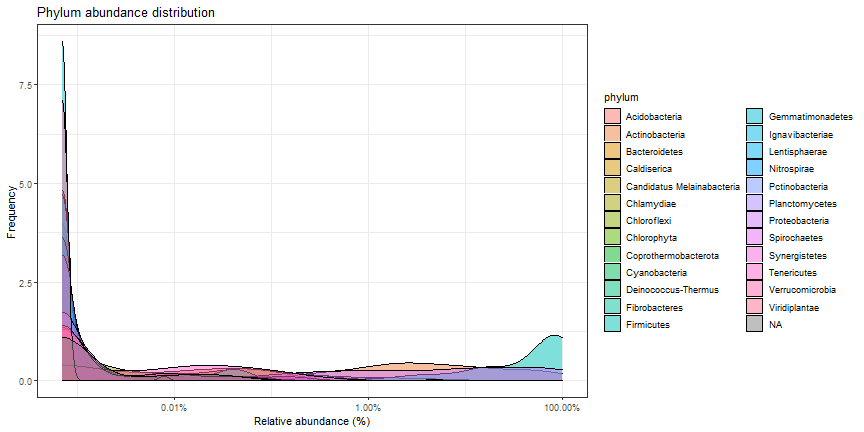 Phylum abundance distribution
7.5
5.0
2.5
0.0
Frequency
0.01%
1.00%
100.00%
Relative abundance (%)
phylum
Acidobacteria
Actinobacteria
Bacteroidetes
Caldiserica
Candidatus Melainabacteria
Chlamydiae
Chloroflexi
Chlorophyta
Coprothermobacterota
Cyanobacteria
Deinococcus-Thermus
Fibrobacteres
Firmicutes
Gemmatimonadetes
Ignavibacteriae
Lentisphaerae
Nitrospirae
Pctinobacteria
Planctomycetes
Proteobacteria
Spirochaetes
Synergistetes
Tenericutes
Verrucomicrobia
Viridiplantae
NA